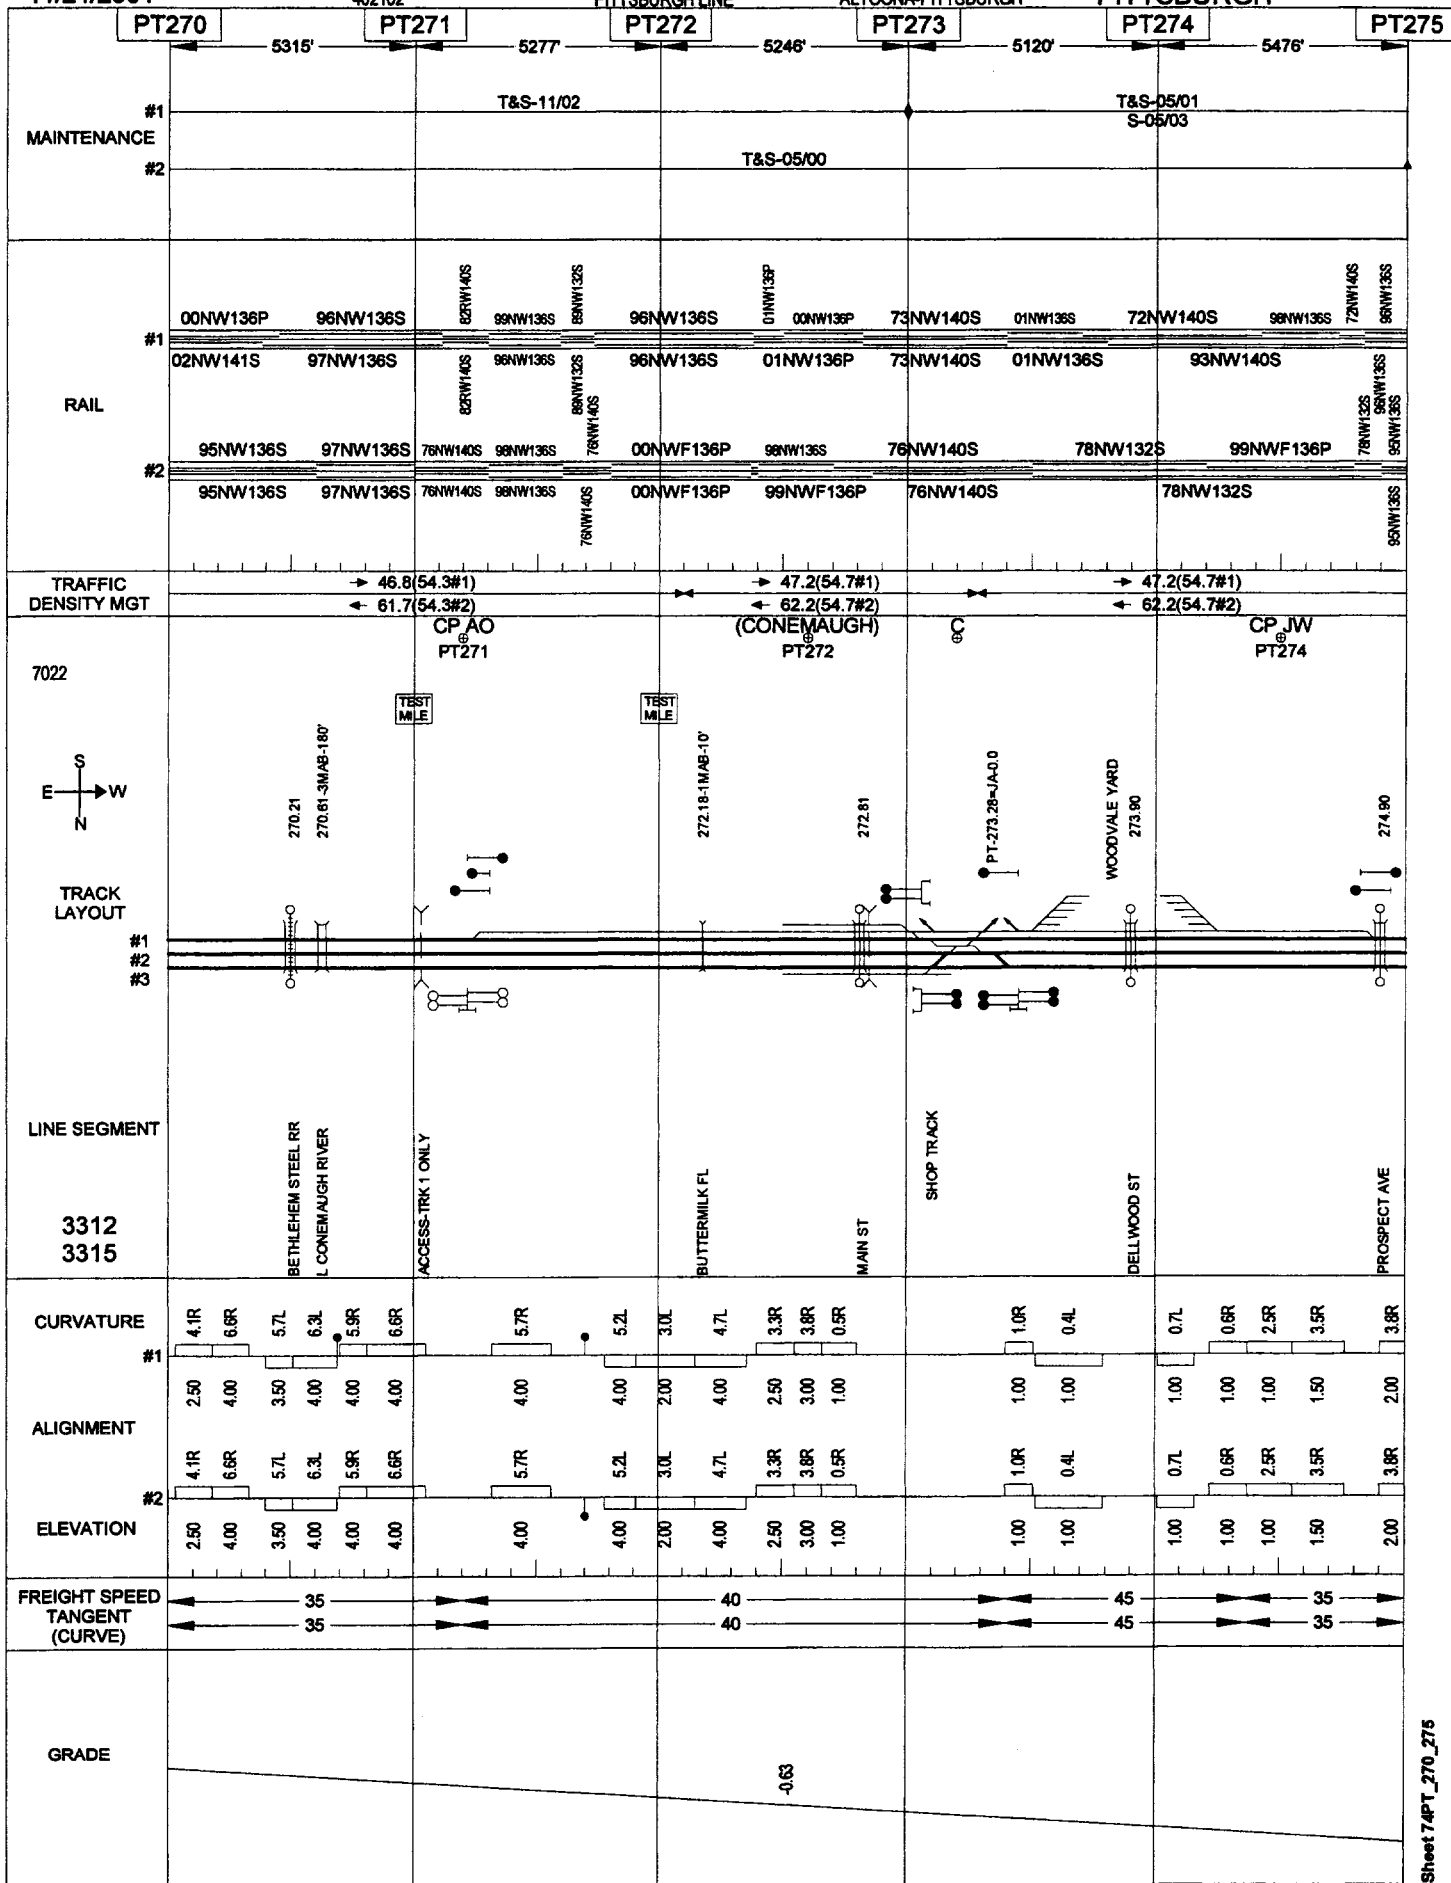 PITTSBURGH LINE
ALTOONA-PITTSBURGH
PITTSBURGH
PT270 PT271 PT272 PT273 PT274 PT275
5315' 5277' 5246' 5120' 5476'
MAINTENANCE
#1 T&S-11/02 T&S-05/01
S-05/03
#2 T&S-05/00
RAIL
00NW136P 96NW136S 82RW140S 99NW136S 89NW132S 96NW136S 01NW136P 00NW136P 73NW140S 01NW136S 72NW140S 98NW136S 72NW140S 86NW136S
#1
02NW141S 97NW136S 82RW140S 96NW136S 89NW132S 96NW136S 01NW136P 73NW140S 01NW136S 93NW140S 96NW136S
95NW136S 97NW136S 76NW140S 98NW136S 76NW140S 00NWF136P 98NW136S 76NW140S 78NW132S 99NWF136P 78NW132S 95NW136S
#2
95NW136S 97NW136S 76NW140S 98NW136S 76NW140S 00NWF136P 99NWF136P 76NW140S 78NW132S 95NW136S
TRAFFIC
DENSITY MGT
46.8(54.3#1) 47.2(54.7#1) 47.2(54.7#1)
61.7(54.3#2) 62.2(54.7#2) 62.2(54.7#2)
CP AO (CONEMAUGH) C CP JW
PT271 PT272 PT274
7022
TEST
MILE
TEST
MILE
S
E W
N
270.21
270.61-3MAB-180'
272.18-1MAB-10'
272.81
PT-273.28=JA-0.0
WOODVALE YARD
273.90
274.90
TRACK
LAYOUT
#1
#2
#3
LINE SEGMENT
3312
3315
BETHLEHEM STEEL RR
L CONEMAUGH RIVER
ACCESS-TRK 1 ONLY
BUTTERMILK FL
MAIN ST
SHOP TRACK
DELLWOOD ST
PROSPECT AVE
CURVATURE
4.1R 6.6R 5.7L 6.3L 5.9R 6.6R 5.7R 5.2L 3.0L 4.7L 3.3R 3.8R 0.5R 1.0R 0.4L 0.7L 0.6R 2.5R 3.5R 3.8R
#1
2.50 4.00 3.50 4.00 4.00 4.00 4.00 4.00 2.00 4.00 2.50 3.00 1.00 1.00 1.00 1.00 1.00 1.00 1.50 2.00
ALIGNMENT
4.1R 6.6R 5.7L 6.3L 5.9R 6.6R 5.7R 5.2L 3.0L 4.7L 3.3R 3.8R 0.5R 1.0R 0.4L 0.7L 0.6R 2.5R 3.5R 3.8R
#2
ELEVATION
2.50 4.00 3.50 4.00 4.00 4.00 4.00 4.00 2.00 4.00 2.50 3.00 1.00 1.00 1.00 1.00 1.00 1.00 1.50 2.00
FREIGHT SPEED
TANGENT
(CURVE)
35 40 45 35
35 40 45 35
GRADE
-0.63
Sheet 74PT_270_275